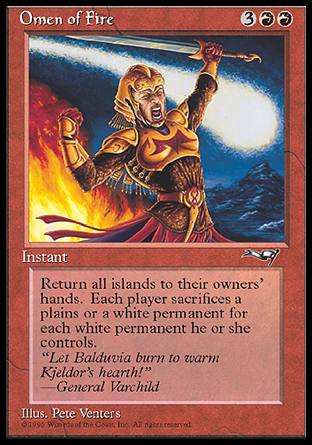 Omen of Fire 3
Instant
Return all islands to their owners'
hands. Each player sacrifices a
plains or a white permanent for
each white permanent he or she
controls.
"Let Balduvia burn to warm
Kjeldor's hearth!"
—General Varchild
Illus. Pete Venters
©1996 Wizards of the Coast, Inc. All rights reserved.